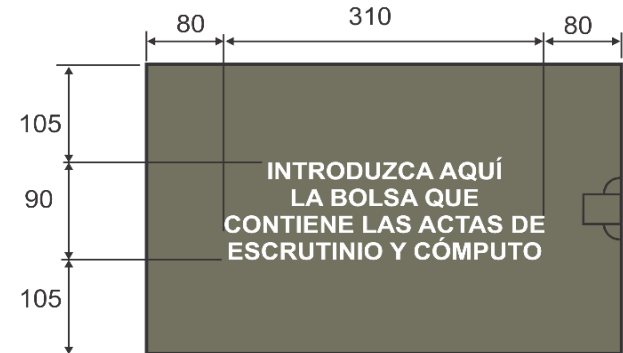 80
310
80
105
90
105
INTRODUZCA AQUÍ
LA BOLSA QUE
CONTIENE LAS ACTAS DE
ESCRUTINIO Y CÓMPUTO